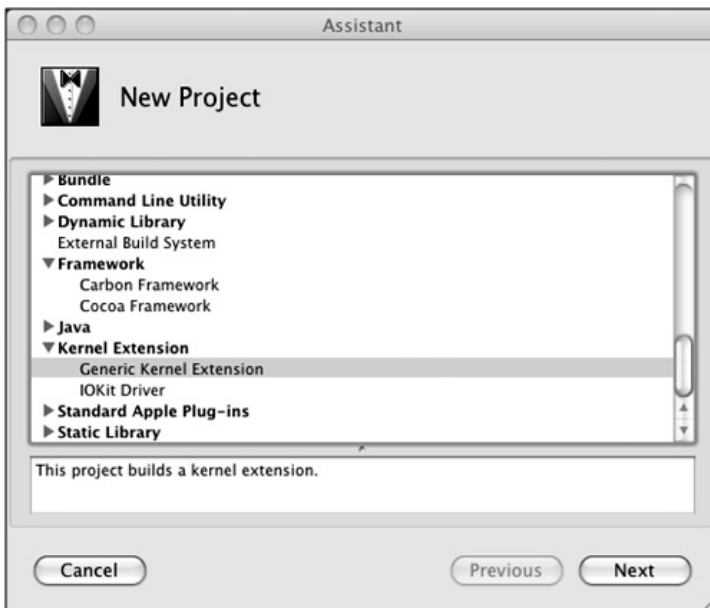 Assistant
New Project
Bundle
Command Line Utility
Dynamic Library
External Build System
Framework
Carbon Framework
Cocoa Framework
Java
Kernel Extension
Generic Kernel Extension
IOKit Driver
Standard Apple Plug-ins
Static Library
This project builds a kernel extension.
Cancel
Previous
Next